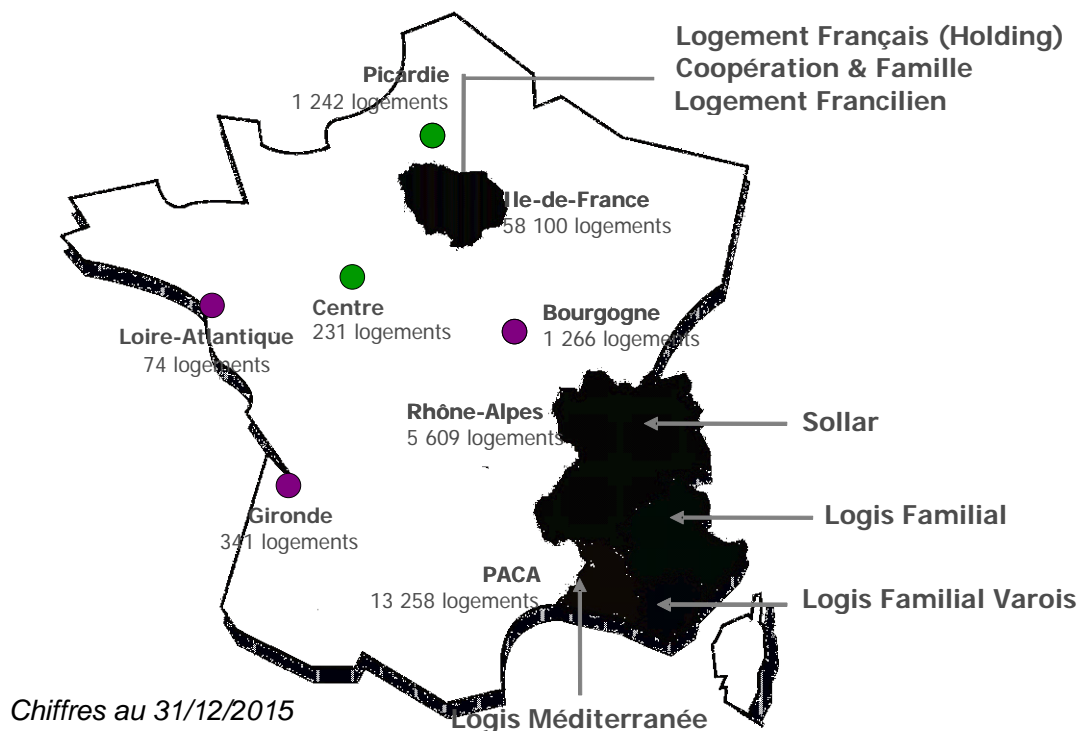 Logement Français (Holding)
Coopération & Famille
Logement Francilien
Picardie
1 242 logements
Ile-de-France
58 100 logements
Centre
231 logements
Bourgogne
1 266 logements
Loire-Atlantique
74 logements
Rhône-Alpes
5 609 logements
Sollar
Gironde
341 logements
Logis Familial
PACA
13 258 logements
Logis Familial Varois
Chiffres au 31/12/2015
Logis Méditerranée